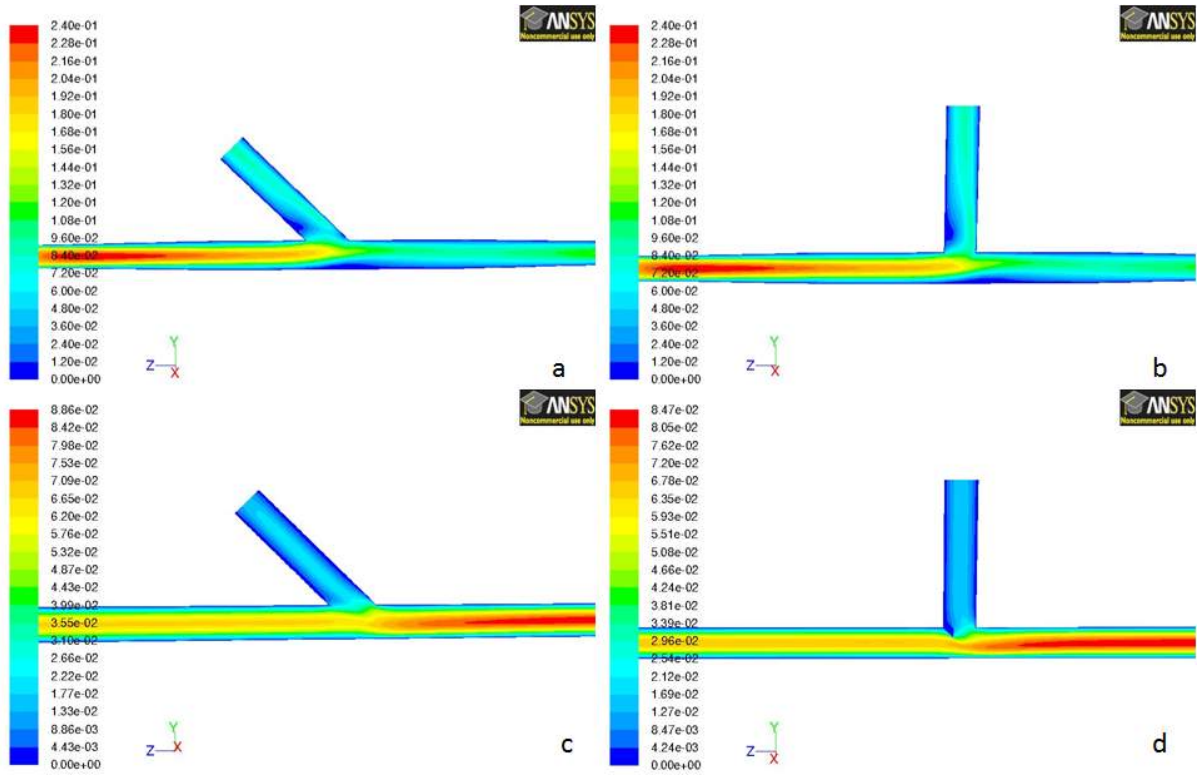 ANSYS
Noncommercial use only
2.40e-01
2.28e-01
2.16e-01
2.04e-01
1.92e-01
1.80e-01
1.68e-01
1.56e-01
1.44e-01
1.32e-01
1.20e-01
1.08e-01
9.60e-02
8.40e-02
7.20e-02
6.00e-02
4.80e-02
3.60e-02
2.40e-02
1.20e-02
0.00e+00
Y
Z
X
a
ANSYS
Noncommercial use only
2.40e-01
2.28e-01
2.16e-01
2.04e-01
1.92e-01
1.80e-01
1.68e-01
1.56e-01
1.44e-01
1.32e-01
1.20e-01
1.08e-01
9.60e-02
8.40e-02
7.20e-02
6.00e-02
4.80e-02
3.60e-02
2.40e-02
1.20e-02
0.00e+00
Y
Z
X
b
ANSYS
Noncommercial use only
8.86e-02
8.42e-02
7.98e-02
7.53e-02
7.09e-02
6.65e-02
6.20e-02
5.76e-02
5.32e-02
4.87e-02
4.43e-02
3.99e-02
3.55e-02
3.10e-02
2.66e-02
2.22e-02
1.77e-02
1.33e-02
8.86e-03
4.43e-03
0.00e+00
Y
Z
X
c
ANSYS
Noncommercial use only
8.47e-02
8.05e-02
7.62e-02
7.20e-02
6.78e-02
6.35e-02
5.93e-02
5.51e-02
5.08e-02
4.66e-02
4.24e-02
3.81e-02
3.39e-02
2.96e-02
2.54e-02
2.12e-02
1.69e-02
1.27e-02
8.47e-03
4.24e-03
0.00e+00
Y
Z
X
d